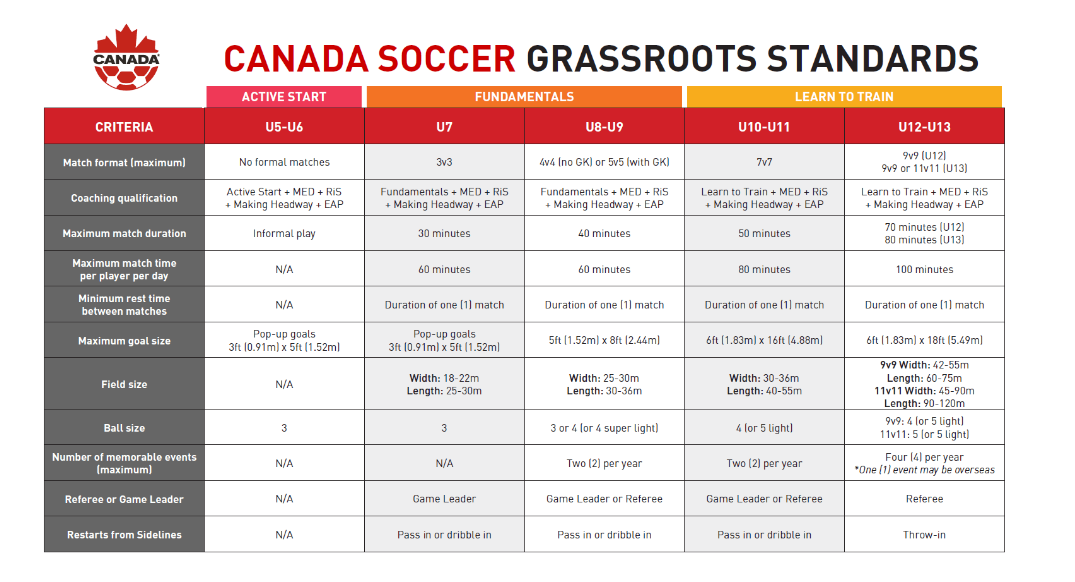 CANADA
CANADA SOCCER GRASSROOTS STANDARDS
ACTIVE START FUNDAMENTALS LEARN TO TRAIN
CRITERIA U5-U6 U7 U8-U9 U10-U11 U12-U13
Match format (maximum) No formal matches 3v3 4v4 (no GK) or 5v5 (with GK) 7v7 9v9 (U12)
9v9 or 11v11 (U13)
Coaching qualification Active Start + MED + RiS Fundamentals + MED + RiS Fundamentals + MED + RiS Learn to Train + MED + RiS Learn to Train + MED + RiS
+ Making Headway + EAP + Making Headway + EAP + Making Headway + EAP + Making Headway + EAP + Making Headway + EAP
Maximum match duration Informal play 30 minutes 40 minutes 50 minutes 70 minutes (U12)
80 minutes (U13)
Maximum match time
per player per day N/A 60 minutes 60 minutes 80 minutes 100 minutes
Minimum rest time
between matches N/A Duration of one (1) match Duration of one (1) match Duration of one (1) match Duration of one (1) match
Maximum goal size Pop-up goals Pop-up goals 5ft (1.52m) x 8ft (2.44m) 6ft (1.83m) x 16ft (4.88m) 6ft (1.83m) x 18ft (5.49m)
3ft (0.91m) x 5ft (1.52m) 3ft (0.91m) x 5ft (1.52m)
Field size N/A Width: 18-22m Width: 25-30m Width: 30-36m 9v9 Width: 42-55m
Length: 25-30m Length: 30-36m Length: 40-55m Length: 60-75m
11v11 Width: 45-90m
Length: 90-120m
Ball size 3 3 3 or 4 (or 4 super light) 4 (or 5 light) 9v9: 4 (or 5 light)
11v11: 5 (or 5 light)
Number of memorable events
(maximum) N/A N/A Two (2) per year Two (2) per year Four (4) per year
*One (1) event may be overseas
Referee or Game Leader N/A Game Leader Game Leader or Referee Game Leader or Referee Referee
Restarts from Sidelines N/A Pass in or dribble in Pass in or dribble in Pass in or dribble in Throw-in